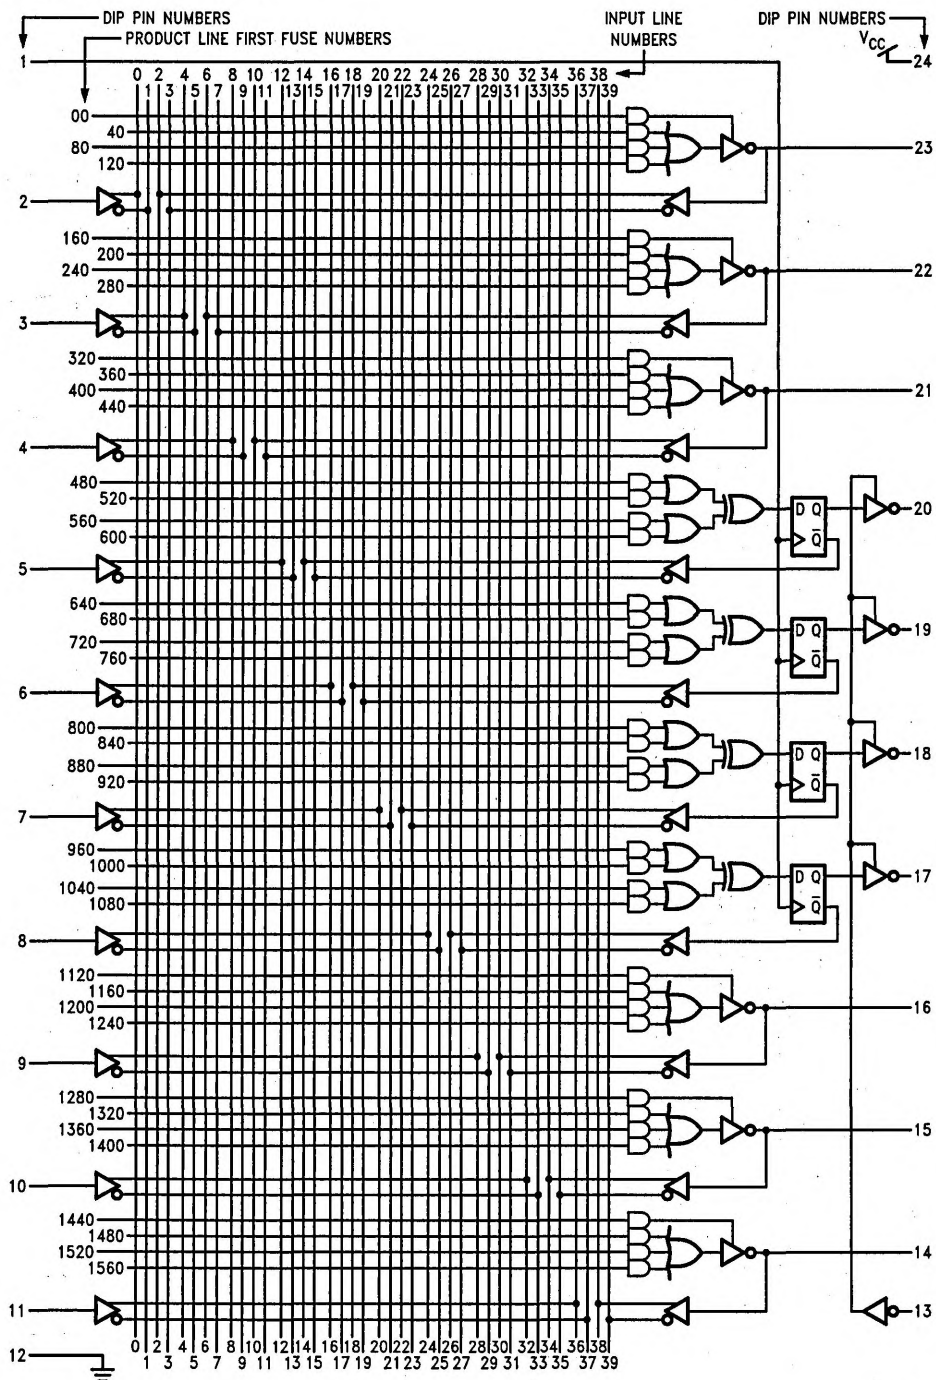 DIP PIN NUMBERS INPUT LINE NUMBERS DIP PIN NUMBERS
PRODUCT LINE FIRST FUSE NUMBERS
VCC
1 24
0 2 4 6 8 10 12 14 16 18 20 22 24 26 28 30 32 34 36 38
1 3 5 7 9 11 13 15 17 19 21 23 25 27 29 31 33 35 37 39
00
40
80 23
120
2
160
200
240 22
280
3
320
360
400 21
440
4
480
520 D Q 20
560 Q̅
600
5
640
680 D Q 19
720 Q̅
760
6
800
840 D Q 18
880 Q̅
920
7
960
1000 D Q 17
1040 Q̅
1080
8
1120
1160
1200 16
1240
9
1280
1320
1360 15
1400
10
1440
1480
1520 14
1560
11 13
0 2 4 6 8 10 12 14 16 18 20 22 24 26 28 30 32 34 36 38
1 3 5 7 9 11 13 15 17 19 21 23 25 27 29 31 33 35 37 39
12